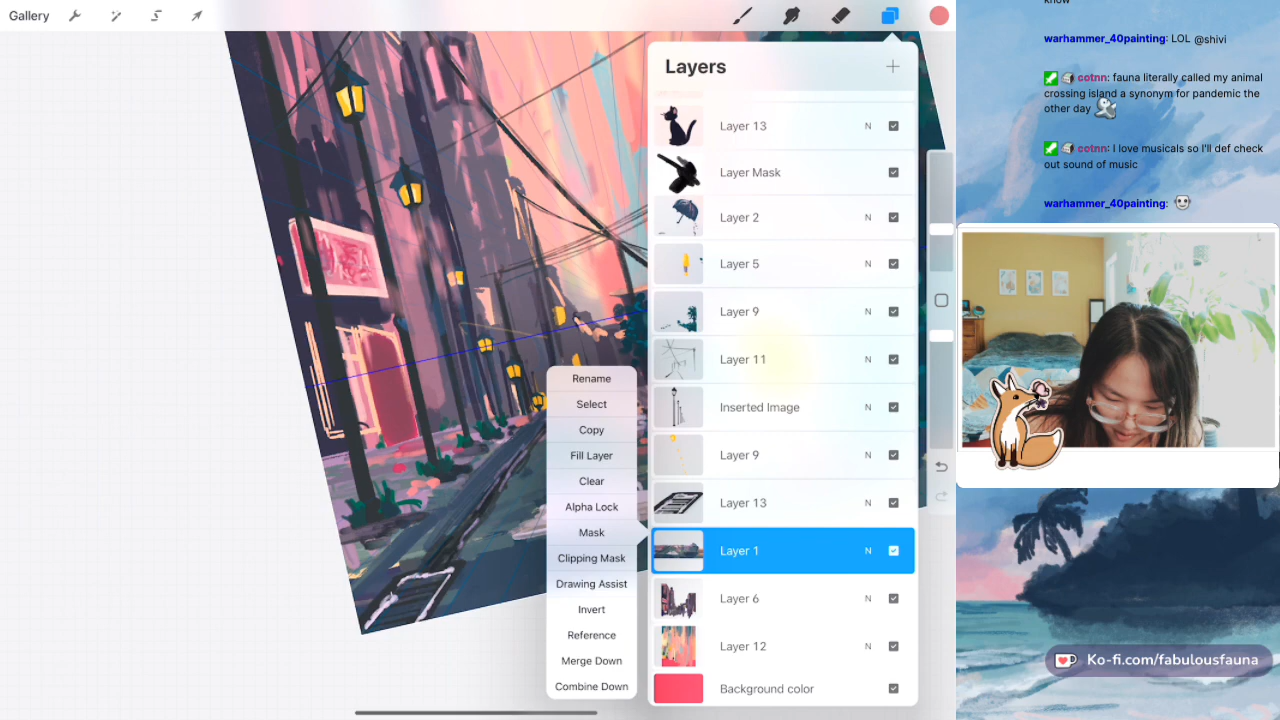 Gallery
Layers
Layer 13
N
Layer Mask
Layer 2
N
Layer 5
N
Layer 9
N
Layer 11
N
Inserted Image
N
Layer 9
N
Layer 13
N
Layer 1
N
Layer 6
N
Layer 12
N
Background color
Rename
Select
Copy
Fill Layer
Clear
Alpha Lock
Mask
Clipping Mask
Drawing Assist
Invert
Reference
Merge Down
Combine Down
know
warhammer_40painting: LOL @shivi
cotnn: fauna literally called my animal
crossing island a synonym for pandemic the
other day
cotnn: I love musicals so I'll def check
out sound of music
warhammer_40painting:
Ko-fi.com/fabulousfauna